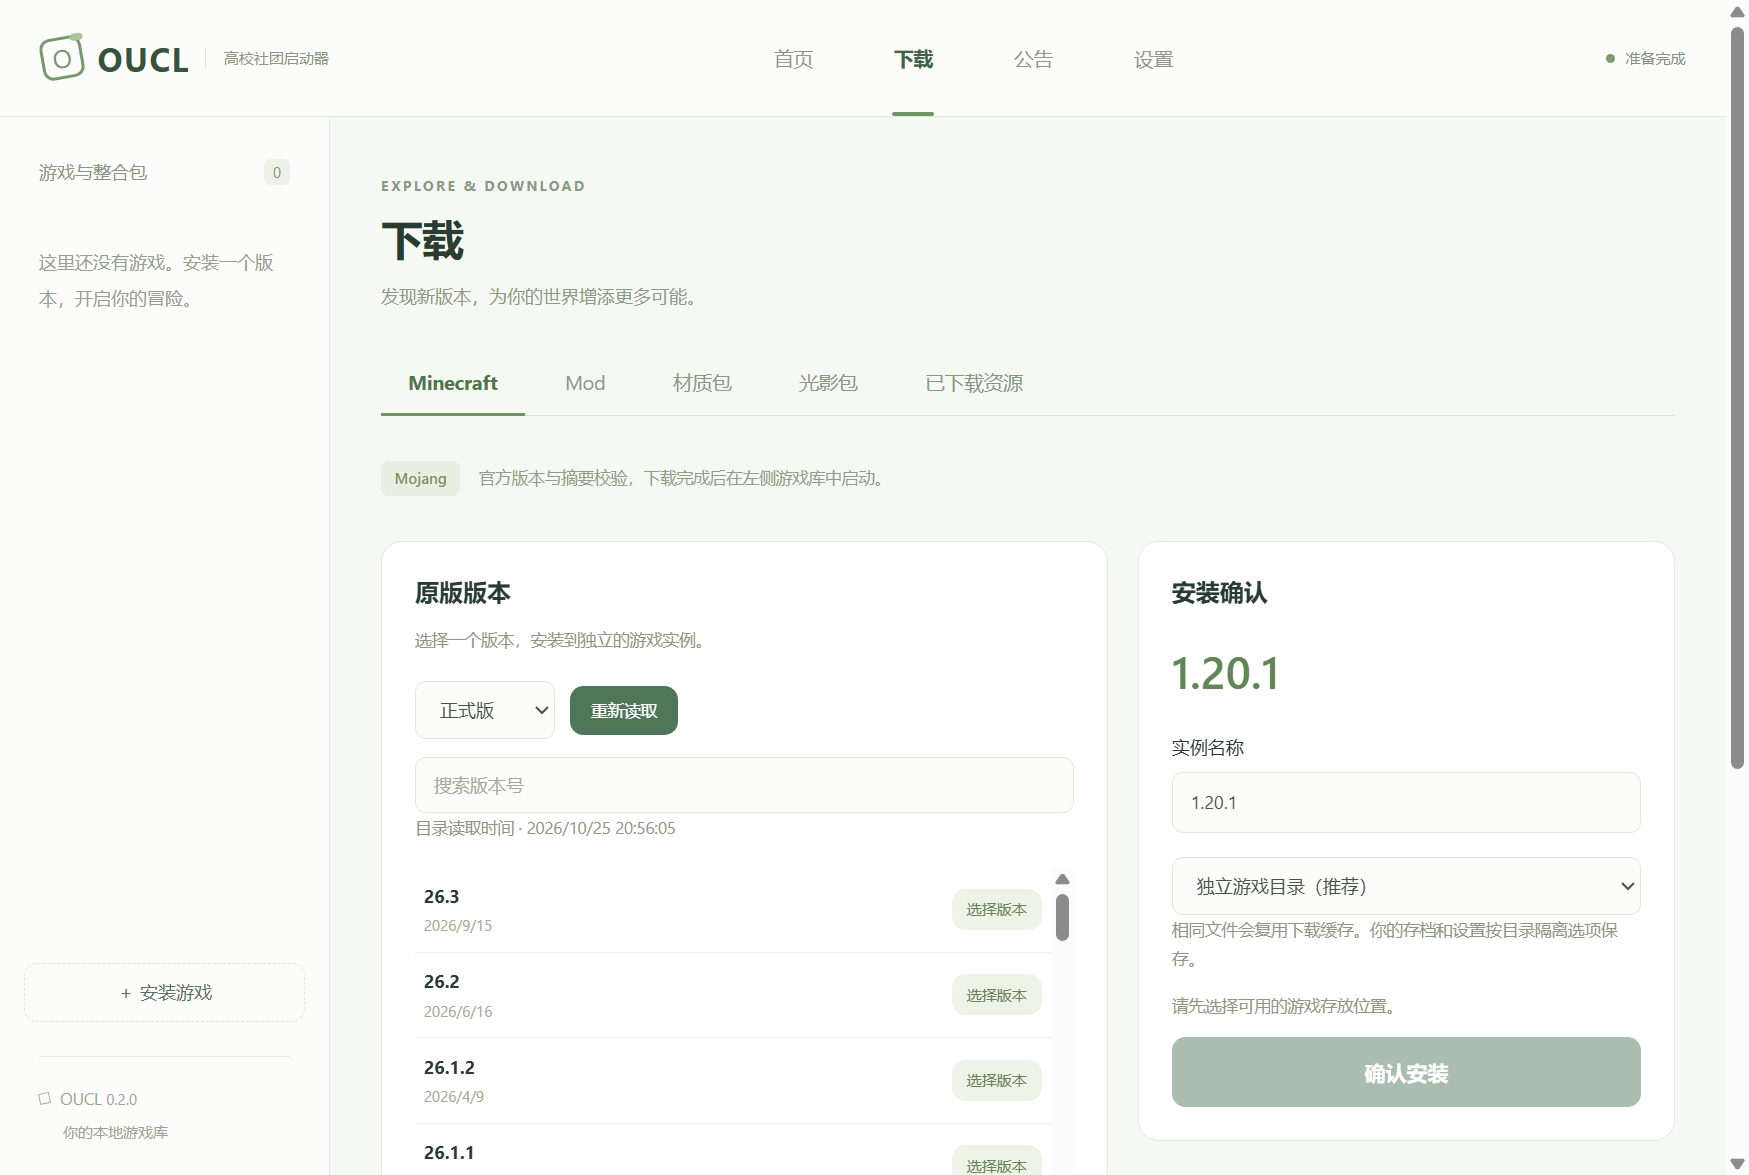 O OUCL 高校社团启动器
首页 下载 公告 设置
准备完成
游戏与整合包 0
这里还没有游戏。安装一个版
本，开启你的冒险。
+ 安装游戏
OUCL 0.2.0
你的本地游戏库
EXPLORE & DOWNLOAD
下载
发现新版本，为你的世界增添更多可能。
Minecraft Mod 材质包 光影包 已下载资源
Mojang 官方版本与摘要校验，下载完成后在左侧游戏库中启动。
原版版本
选择一个版本，安装到独立的游戏实例。
正式版 重新读取
搜索版本号
目录读取时间 · 2026/10/25 20:56:05
26.3
2026/9/15
选择版本
26.2
2026/6/16
选择版本
26.1.2
2026/4/9
选择版本
26.1.1
选择版本
安装确认
1.20.1
实例名称
1.20.1
独立游戏目录（推荐）
相同文件会复用下载缓存。你的存档和设置按目录隔离选项保
存。
请先选择可用的游戏存放位置。
确认安装